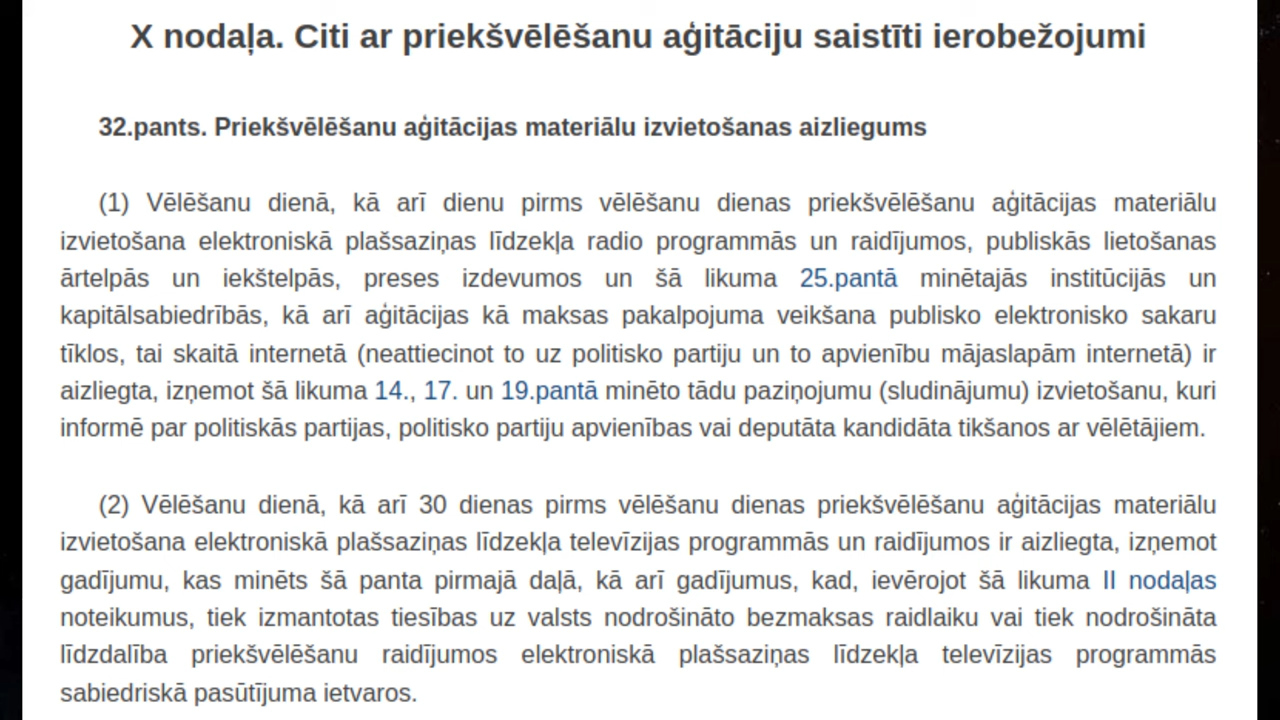 X nodaļa. Citi ar priekšvēlēšanu aģitāciju saistīti ierobežojumi
32.pants. Priekšvēlēšanu aģitācijas materiālu izvietošanas aizliegums
(1) Vēlēšanu dienā, kā arī dienu pirms vēlēšanu dienas priekšvēlēšanu aģitācijas materiālu
izvietošana elektroniskā plašsaziņas līdzekļa radio programmās un raidījumos, publiskās lietošanas
ārtelpās un iekštelpās, preses izdevumos un šā likuma 25.pantā minētajās institūcijās un
kapitālsabiedrībās, kā arī aģitācijas kā maksas pakalpojuma veikšana publisko elektronisko sakaru
tīklos, tai skaitā internetā (neattiecinot to uz politisko partiju un to apvienību mājaslapām internetā) ir
aizliegta, izņemot šā likuma 14., 17. un 19.pantā minēto tādu paziņojumu (sludinājumu) izvietošanu, kuri
informē par politiskās partijas, politisko partiju apvienības vai deputāta kandidāta tikšanos ar vēlētājiem.
(2) Vēlēšanu dienā, kā arī 30 dienas pirms vēlēšanu dienas priekšvēlēšanu aģitācijas materiālu
izvietošana elektroniskā plašsaziņas līdzekļa televīzijas programmās un raidījumos ir aizliegta, izņemot
gadījumu, kas minēts šā panta pirmajā daļā, kā arī gadījumus, kad, ievērojot šā likuma II nodaļas
noteikumus, tiek izmantotas tiesības uz valsts nodrošināto bezmaksas raidlaiku vai tiek nodrošināta
līdzdalība priekšvēlēšanu raidījumos elektroniskā plašsaziņas līdzekļa televīzijas programmās
sabiedriskā pasūtījuma ietvaros.